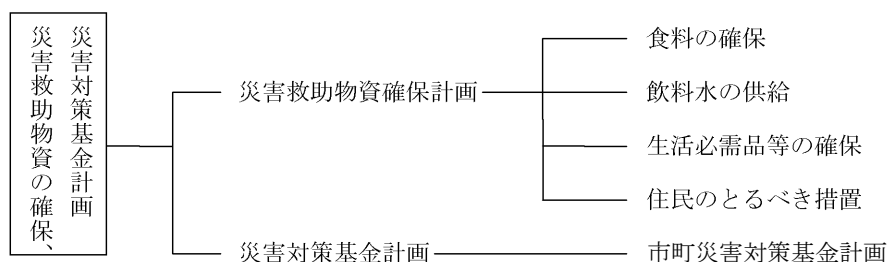 災害救助物資の確保、
災害対策基金計画
災害救助物資確保計画
食料の確保
飲料水の供給
生活必需品等の確保
住民のとるべき措置
災害対策基金計画
市町災害対策基金計画